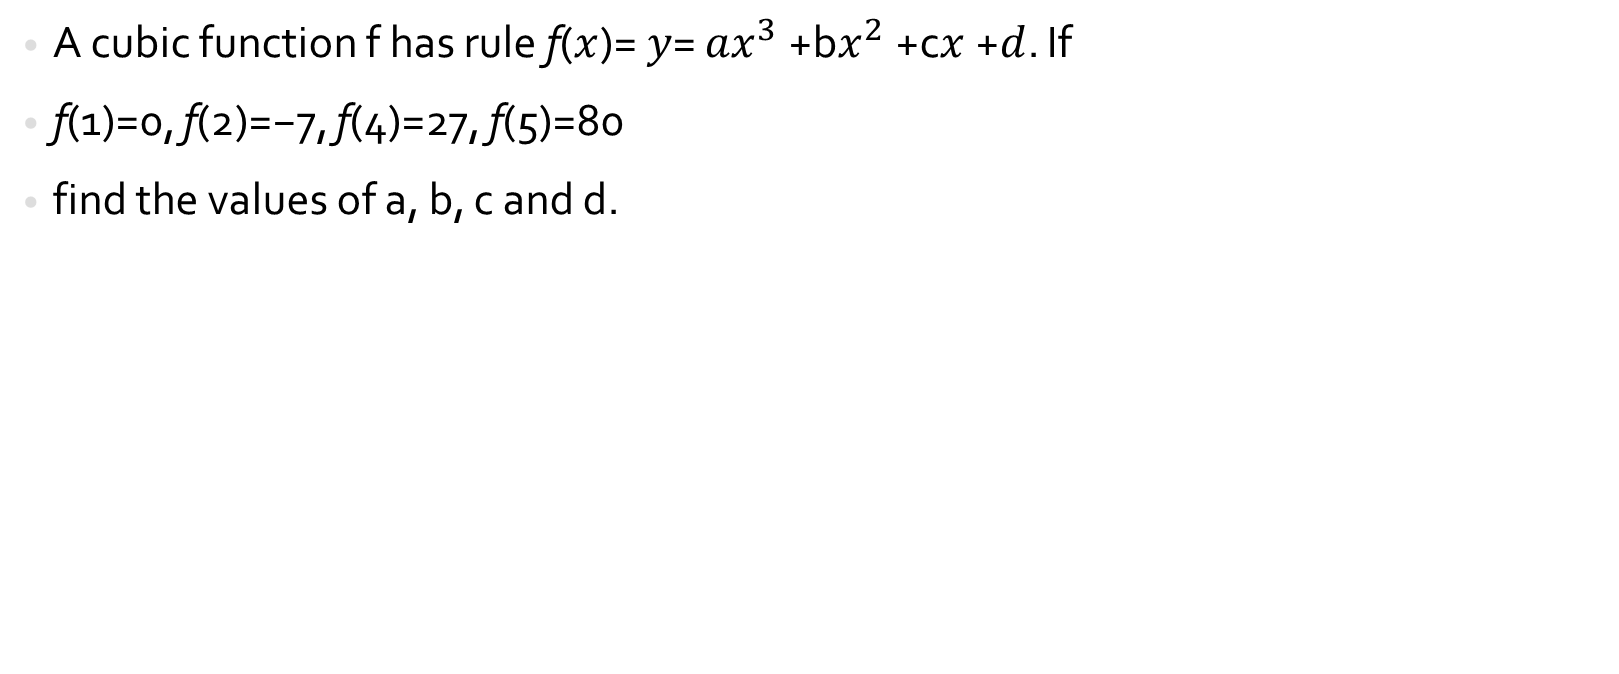 • A cubic function f has rule f(x)= y= ax³ +bx² +cx +d. If
• f(1)=0, f(2)=−7, f(4)=27, f(5)=80
• find the values of a, b, c and d.